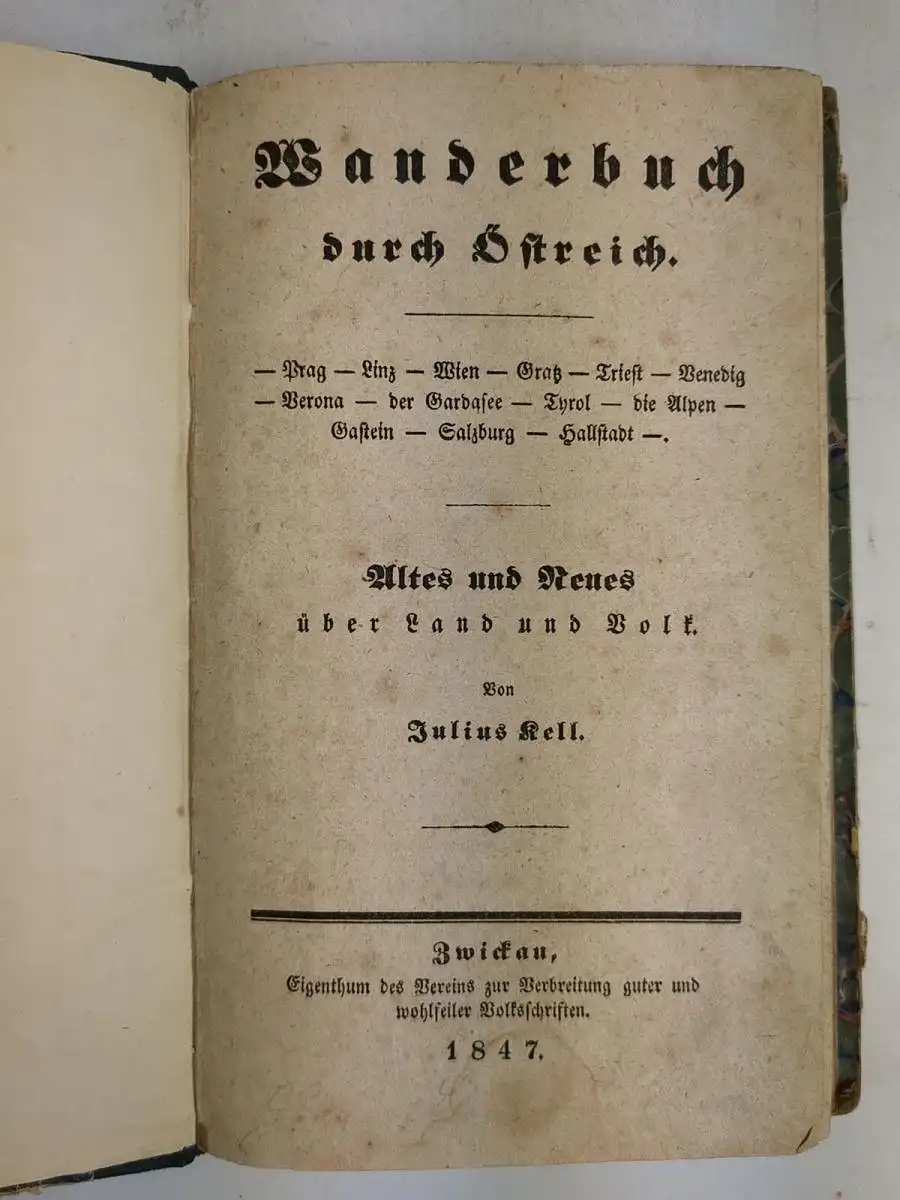 Wanderbuch
durch Östreich.
— Prag — Linz — Wien — Gratz — Triest — Venedig
— Verona — der Gardasee — Tyrol — die Alpen —
Gastein — Salzburg — Hallstadt —.
Altes und Neues
über Land und Volk.
Von
Julius Kell.
Zwickau,
Eigenthum des Vereins zur Verbreitung guter und
wohlfeiler Volksschriften.
1847.